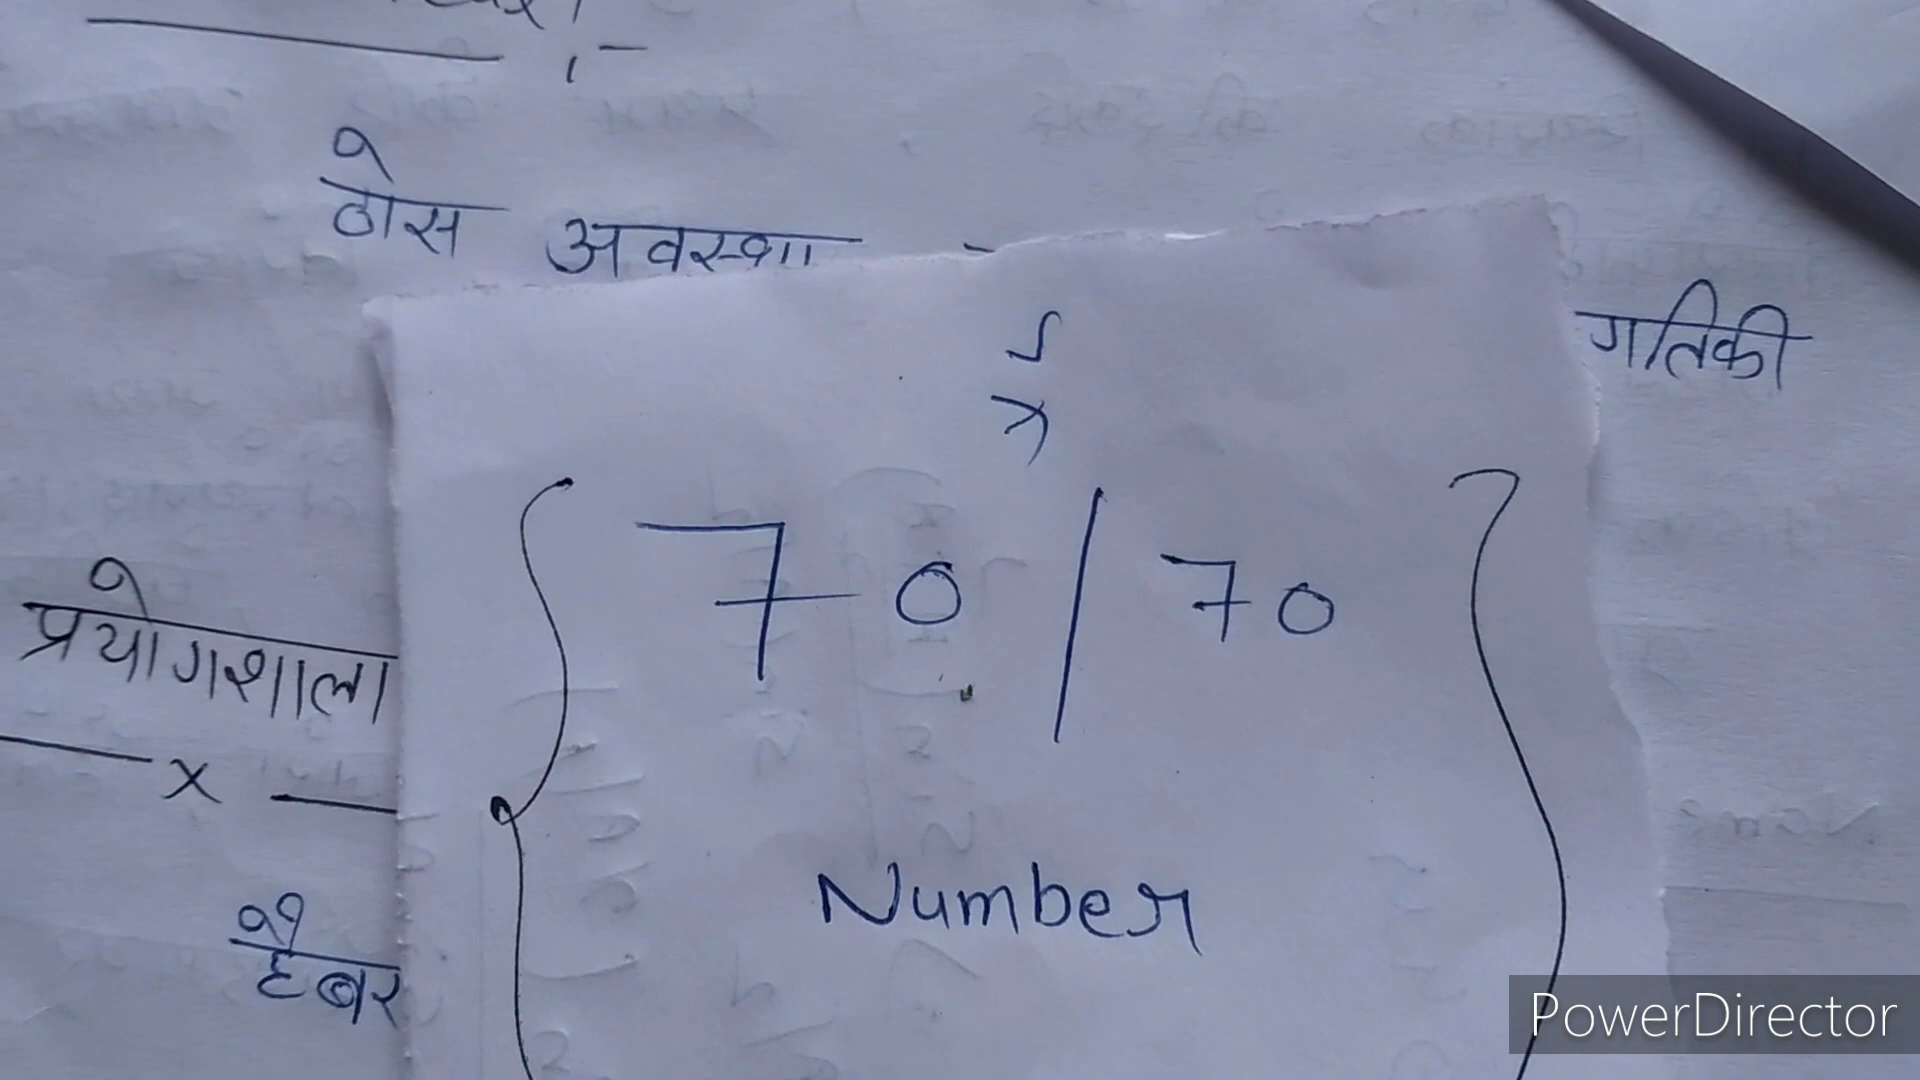 ठोस अवस्था
गतिकी
70/70
प्रयोगशाला
x
Number
हैबर
PowerDirector